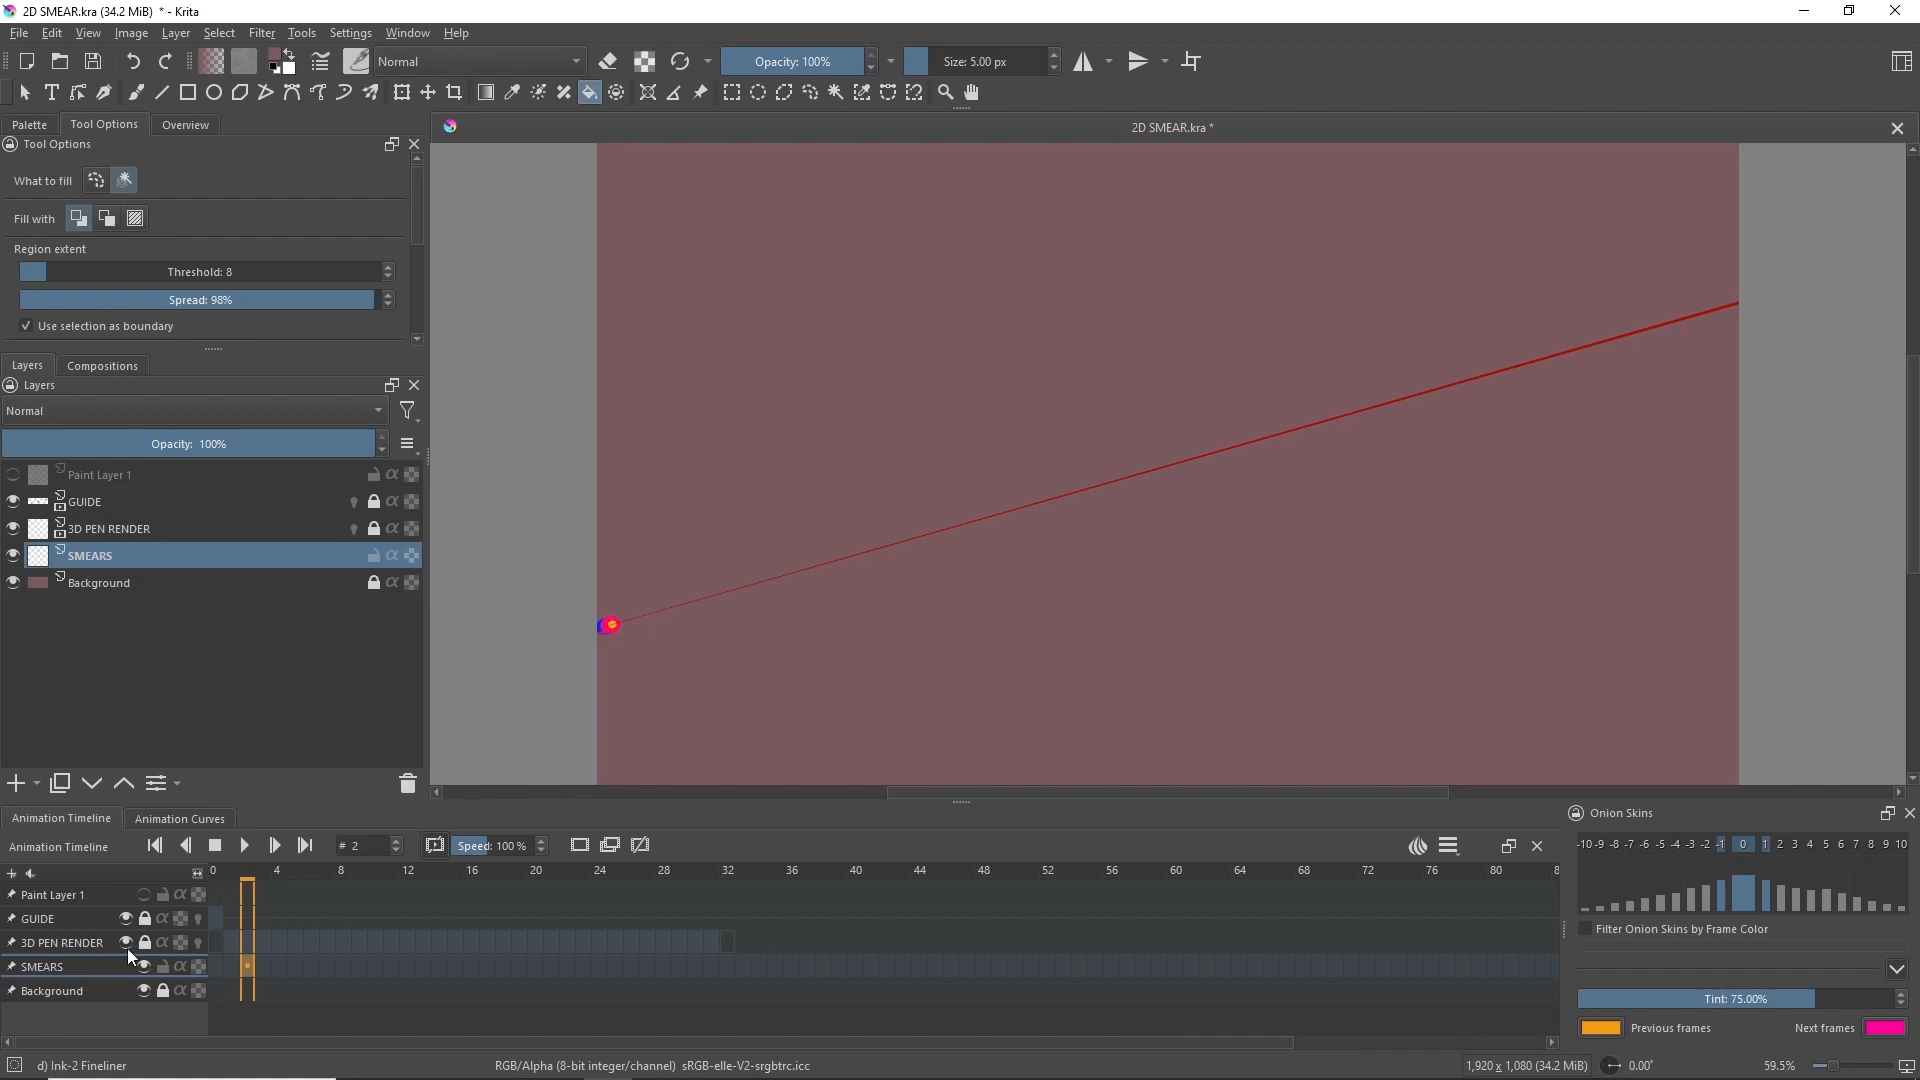 2D SMEAR.kra (34.2 MiB) * - Krita
File Edit View Image Layer Select Filter Tools Settings Window Help
Normal Opacity: 100% Size: 5.00 px
Palette Tool Options Overview
2D SMEAR.kra *
Tool Options
What to fill
Fill with
Region extent
Threshold: 8
Spread: 98%
Use selection as boundary
Layers Compositions
Layers
Normal
Opacity: 100%
Paint Layer 1
GUIDE
3D PEN RENDER
SMEARS
Background
Animation Timeline Animation Curves
Animation Timeline # 2 Speed: 100 %
0 4 8 12 16 20 24 28 32 36 40 44 48 52 56 60 64 68 72 76 80 8
Paint Layer 1
GUIDE
3D PEN RENDER
SMEARS
Background
Onion Skins
-10 -9 -8 -7 -6 -5 -4 -3 -2 -1 0 1 2 3 4 5 6 7 8 9 10
Filter Onion Skins by Frame Color
Tint: 75.00%
Previous frames Next frames
d) Ink-2 Fineliner RGB/Alpha (8-bit integer/channel) sRGB-elle-V2-srgbtrc.icc 1,920 x 1,080 (34.2 MiB) 0.00° 59.5%